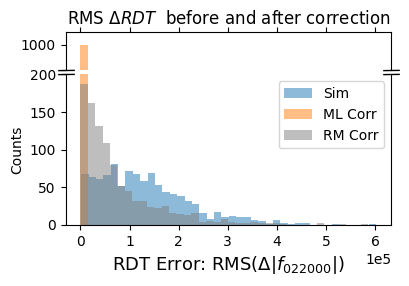 RMS ΔRDT before and after correction
1000
200
150
100
50
0
Counts
Sim
ML Corr
RM Corr
0 1 2 3 4 5 6
1e5
RDT Error: RMS(Δ|f₀₂₂₀₀₀|)